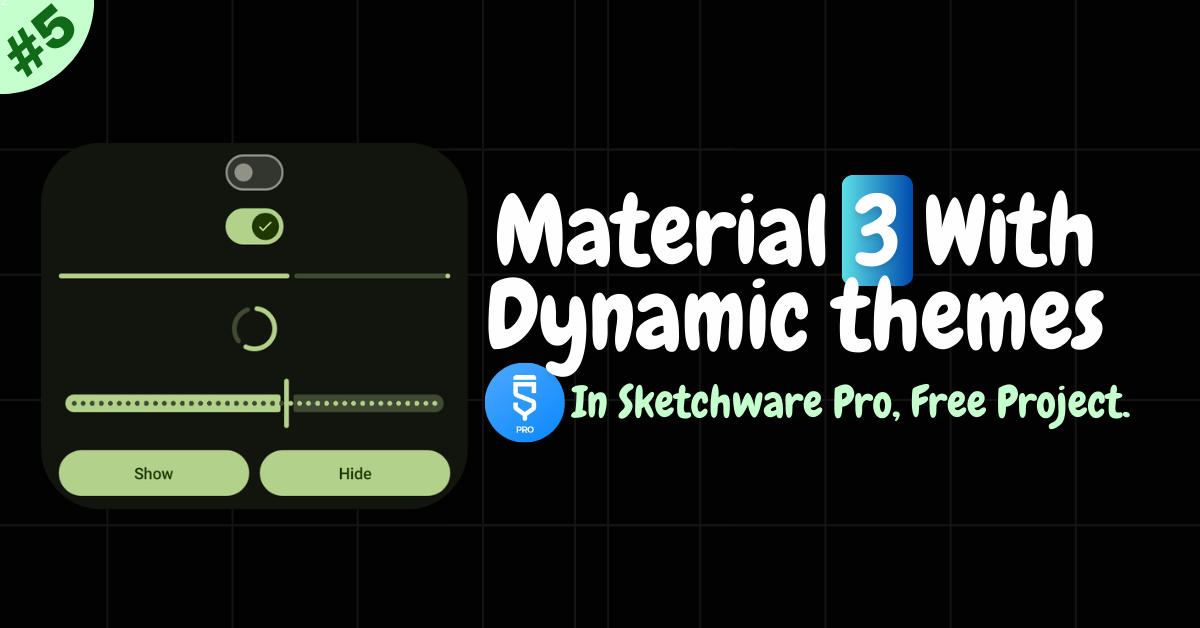 #5
Material 3 With
Dynamic themes
PRO
In Sketchware Pro, Free Project.
Show
Hide